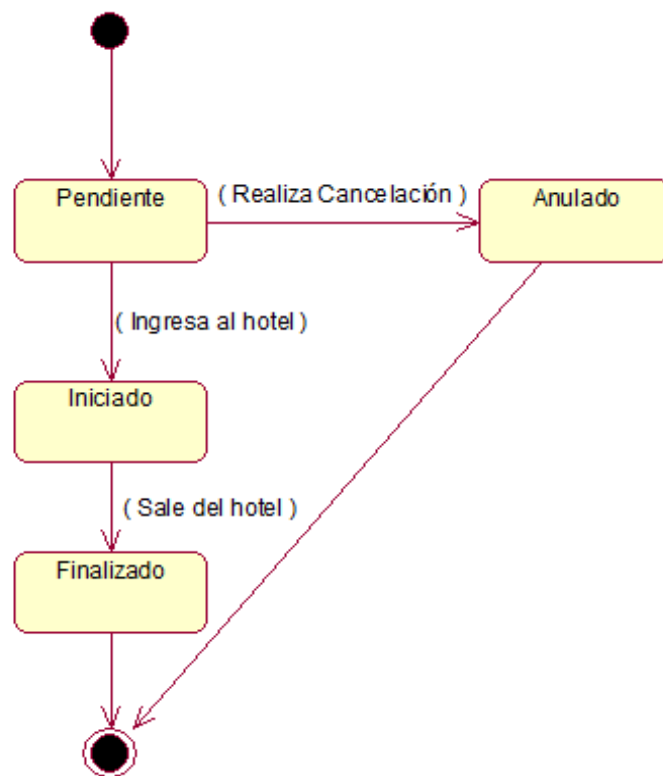 Pendiente
( Realiza Cancelación )
Anulado
( Ingresa al hotel)
Iniciado
( Sale del hotel )
Finalizado